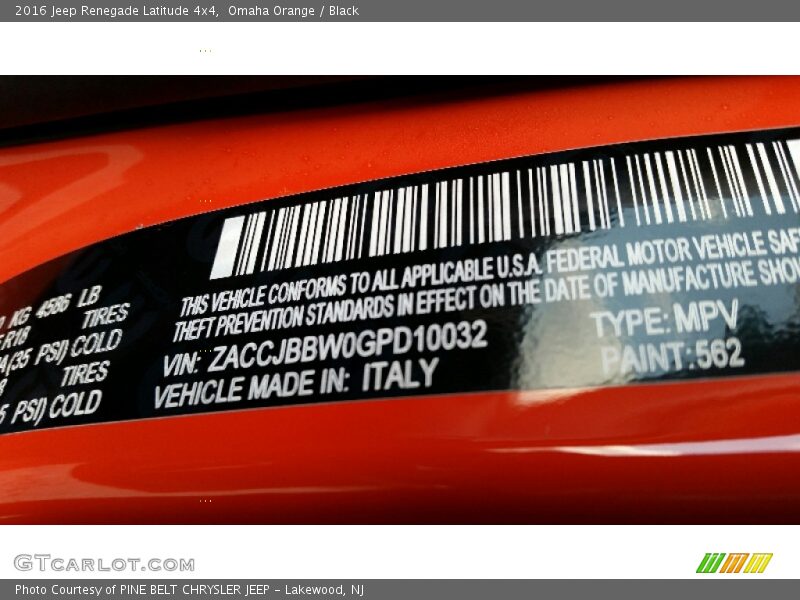 2016 Jeep Renegade Latitude 4x4,  Omaha Orange / Black
THIS VEHICLE CONFORMS TO ALL APPLICABLE U.S.A. FEDERAL MOTOR VEHICLE SAF
THEFT PREVENTION STANDARDS IN EFFECT ON THE DATE OF MANUFACTURE SHO
VIN: ZACCJBBW0GPD10032
TYPE: MPV
VEHICLE MADE IN: ITALY
PAINT: 562
KG 4586 LB
R18 TIRES
(35 PSI) COLD
TIRES
5 PSI) COLD
GTCARLOT.COM
Photo Courtesy of PINE BELT CHRYSLER JEEP - Lakewood, NJ